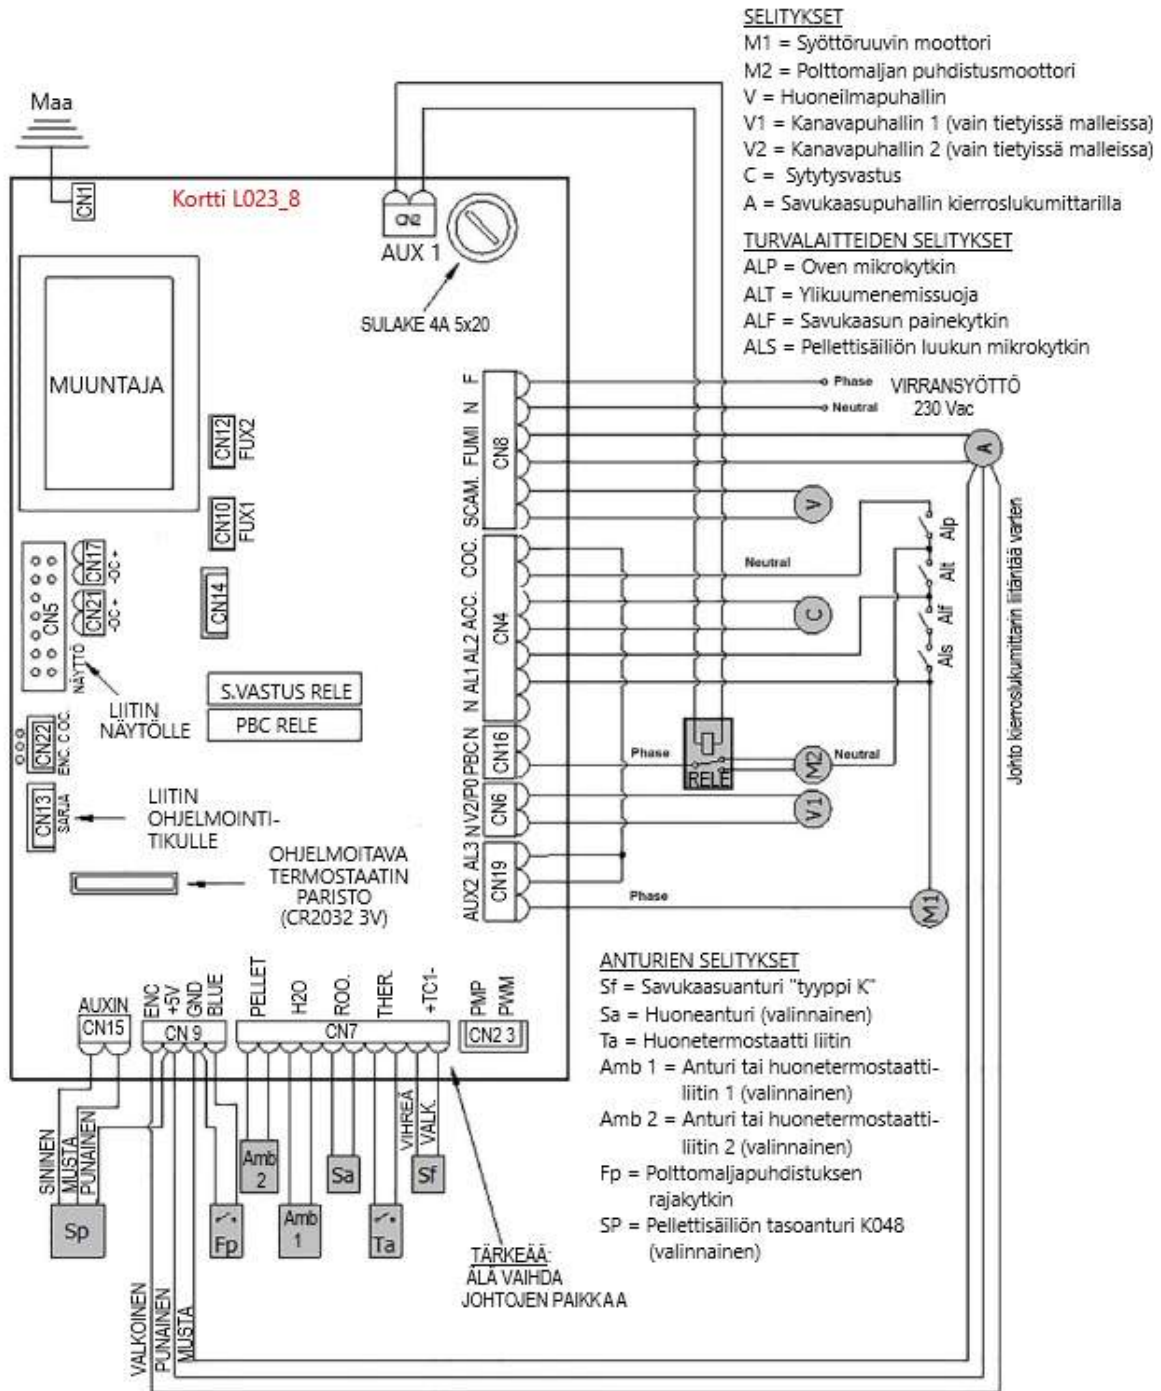 SELITYKSET
M1 = Syöttöruuvin moottori
M2 = Polttomaljan puhdistusmoottori
V = Huoneilmapuhallin
V1 = Kanavapuhallin 1 (vain tietyissä malleissa)
V2 = Kanavapuhallin 2 (vain tietyissä malleissa)
C = Sytytysvastus
A = Savukaasupuhallin kierroslukumittarilla
TURVALAITTEIDEN SELITYKSET
ALP = Oven mikrokytkin
ALT = Ylikuumenemissuoja
ALF = Savukaasun painekytkin
ALS = Pellettisäiliön luukun mikrokytkin
Maa
CN1
Kortti L023_8
CN2
AUX 1
SULAKE 4A 5x20
MUUNTAJA
CN12
FUX2
CN10
FUX1
CN14
CN17
-OC +
CN21
-OC +
CN5
NÄYTTÖ
LIITIN
NÄYTÖLLE
S.VASTUS RELE
PBC RELE
CN22
ENC. C OC.
CN13
SARJA
LIITIN
OHJELMOINTI-
TIKULLE
OHJELMOITAVA
TERMOSTAATIN
PARISTO
(CR2032 3V)
F
N
FUMI
SCAM.
CN8
COC.
ACC.
AL2
AL1
N
CN4
PBC N
CN16
N V2/P0
CN6
AUX2 AL3
CN19
Phase
Neutral
VIRRANSYÖTTÖ
230 Vac
A
V
Neutral
C
Alp
Alt
Alf
Als
Johto kierroslukumittarin liitäntää varten
Phase
RELE
M2
Neutral
V1
Phase
M1
AUXIN
CN15
ENC
+5V
GND
BLUE
CN 9
PELLET
H2O
ROO.
THER.
+TC1-
CN7
PMP
PWM
CN2 3
SININEN
MUSTA
PUNAINEN
VIHREÄ
VALK.
Sp
Fp
Amb
2
Amb
1
Sa
Ta
Sf
VALKOINEN
PUNAINEN
MUSTA
TÄRKEÄÄ:
ÄLÄ VAIHDA
JOHTOJEN PAIKKAA
ANTURIEN SELITYKSET
Sf = Savukaasuanturi "tyyppi K"
Sa = Huoneanturi (valinnainen)
Ta = Huonetermostaatti liitin
Amb 1 = Anturi tai huonetermostaatti-
liitin 1 (valinnainen)
Amb 2 = Anturi tai huonetermostaatti-
liitin 2 (valinnainen)
Fp = Polttomaljapuhdistuksen
rajakytkin
SP = Pellettisäiliön tasoanturi K048
(valinnainen)